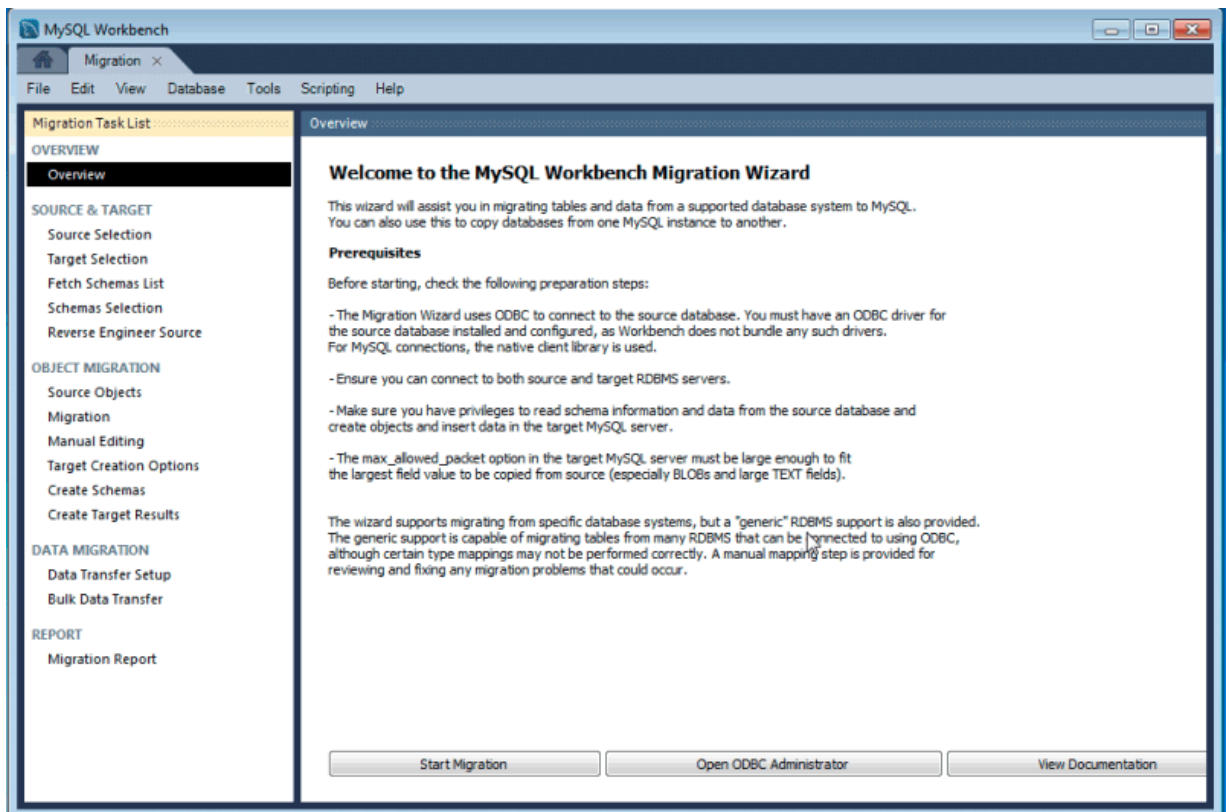 MySQL Workbench
Migration
File Edit View Database Tools Scripting Help
Migration Task List
OVERVIEW
Overview
SOURCE & TARGET
Source Selection
Target Selection
Fetch Schemas List
Schemas Selection
Reverse Engineer Source
OBJECT MIGRATION
Source Objects
Migration
Manual Editing
Target Creation Options
Create Schemas
Create Target Results
DATA MIGRATION
Data Transfer Setup
Bulk Data Transfer
REPORT
Migration Report
Overview
Welcome to the MySQL Workbench Migration Wizard
This wizard will assist you in migrating tables and data from a supported database system to MySQL.
You can also use this to copy databases from one MySQL instance to another.
Prerequisites
Before starting, check the following preparation steps:
- The Migration Wizard uses ODBC to connect to the source database. You must have an ODBC driver for
the source database installed and configured, as Workbench does not bundle any such drivers.
For MySQL connections, the native client library is used.
- Ensure you can connect to both source and target RDBMS servers.
- Make sure you have privileges to read schema information and data from the source database and
create objects and insert data in the target MySQL server.
- The max_allowed_packet option in the target MySQL server must be large enough to fit
the largest field value to be copied from source (especially BLOBs and large TEXT fields).
The wizard supports migrating from specific database systems, but a "generic" RDBMS support is also provided.
The generic support is capable of migrating tables from many RDBMS that can be connected to using ODBC,
although certain type mappings may not be performed correctly. A manual mapping step is provided for
reviewing and fixing any migration problems that could occur.
Start Migration
Open ODBC Administrator
View Documentation